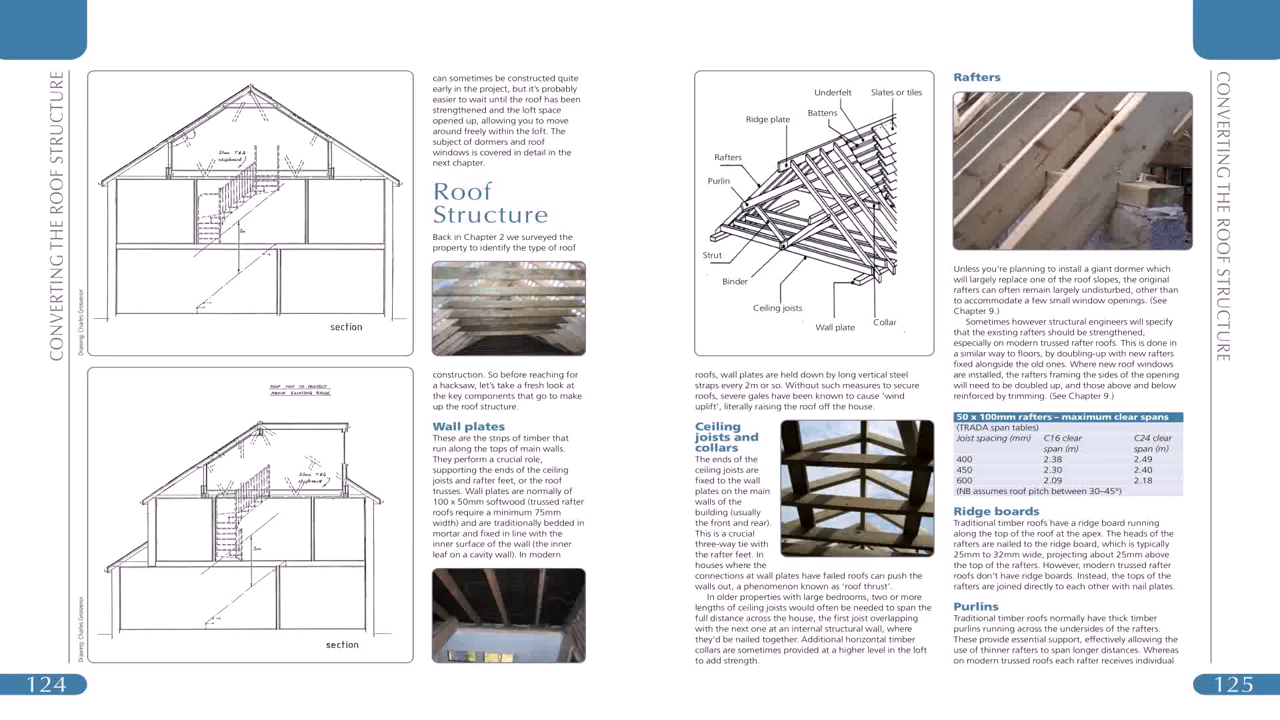 CONVERTING THE ROOF STRUCTURE
21mm T&G
chipboard
2m
section
Drawing: Charles Grosvenor
ROOF NOT TO PROJECT
ABOVE EXISTING RIDGE
21mm T&G
chipboard
2m
section
Drawing: Charles Grosvenor
124
can sometimes be constructed quite
early in the project, but it's probably
easier to wait until the roof has been
strengthened and the loft space
opened up, allowing you to move
around freely within the loft. The
subject of dormers and roof
windows is covered in detail in the
next chapter.
Roof
Structure
Back in Chapter 2 we surveyed the
property to identify the type of roof
construction. So before reaching for
a hacksaw, let's take a fresh look at
the key components that go to make
up the roof structure.
Wall plates
These are the strips of timber that
run along the tops of main walls.
They perform a crucial role,
supporting the ends of the ceiling
joists and rafter feet, or the roof
trusses. Wall plates are normally of
100 x 50mm softwood (trussed rafter
roofs require a minimum 75mm
width) and are traditionally bedded in
mortar and fixed in line with the
inner surface of the wall (the inner
leaf on a cavity wall). In modern
Underfelt
Slates or tiles
Battens
Ridge plate
Rafters
Purlin
Strut
Binder
Ceiling joists
Wall plate
Collar
roofs, wall plates are held down by long vertical steel
straps every 2m or so. Without such measures to secure
roofs, severe gales have been known to cause 'wind
uplift', literally raising the roof off the house.
Ceiling
joists and
collars
The ends of the
ceiling joists are
fixed to the wall
plates on the main
walls of the
building (usually
the front and rear).
This is a crucial
three-way tie with
the rafter feet. In
houses where the
connections at wall plates have failed roofs can push the
walls out, a phenomenon known as 'roof thrust'.
In older properties with large bedrooms, two or more
lengths of ceiling joists would often be needed to span the
full distance across the house, the first joist overlapping
with the next one at an internal structural wall, where
they'd be nailed together. Additional horizontal timber
collars are sometimes provided at a higher level in the loft
to add strength.
Rafters
Unless you're planning to install a giant dormer which
will largely replace one of the roof slopes, the original
rafters can often remain largely undisturbed, other than
to accommodate a few small window openings. (See
Chapter 9.)
Sometimes however structural engineers will specify
that the existing rafters should be strengthened,
especially on modern trussed rafter roofs. This is done in
a similar way to floors, by doubling-up with new rafters
fixed alongside the old ones. Where new roof windows
are installed, the rafters framing the sides of the opening
will need to be doubled up, and those above and below
reinforced by trimming. (See Chapter 9.)
50 x 100mm rafters – maximum clear spans
(TRADA span tables)
Joist spacing (mm) C16 clear C24 clear
span (m) span (m)
400 2.38 2.49
450 2.30 2.40
600 2.09 2.18
(NB assumes roof pitch between 30–45°)
Ridge boards
Traditional timber roofs have a ridge board running
along the top of the roof at the apex. The heads of the
rafters are nailed to the ridge board, which is typically
25mm to 32mm wide, projecting about 25mm above
the top of the rafters. However, modern trussed rafter
roofs don't have ridge boards. Instead, the tops of the
rafters are joined directly to each other with nail plates.
Purlins
Traditional timber roofs normally have thick timber
purlins running across the undersides of the rafters.
These provide essential support, effectively allowing the
use of thinner rafters to span longer distances. Whereas
on modern trussed roofs each rafter receives individual
CONVERTING THE ROOF STRUCTURE
125